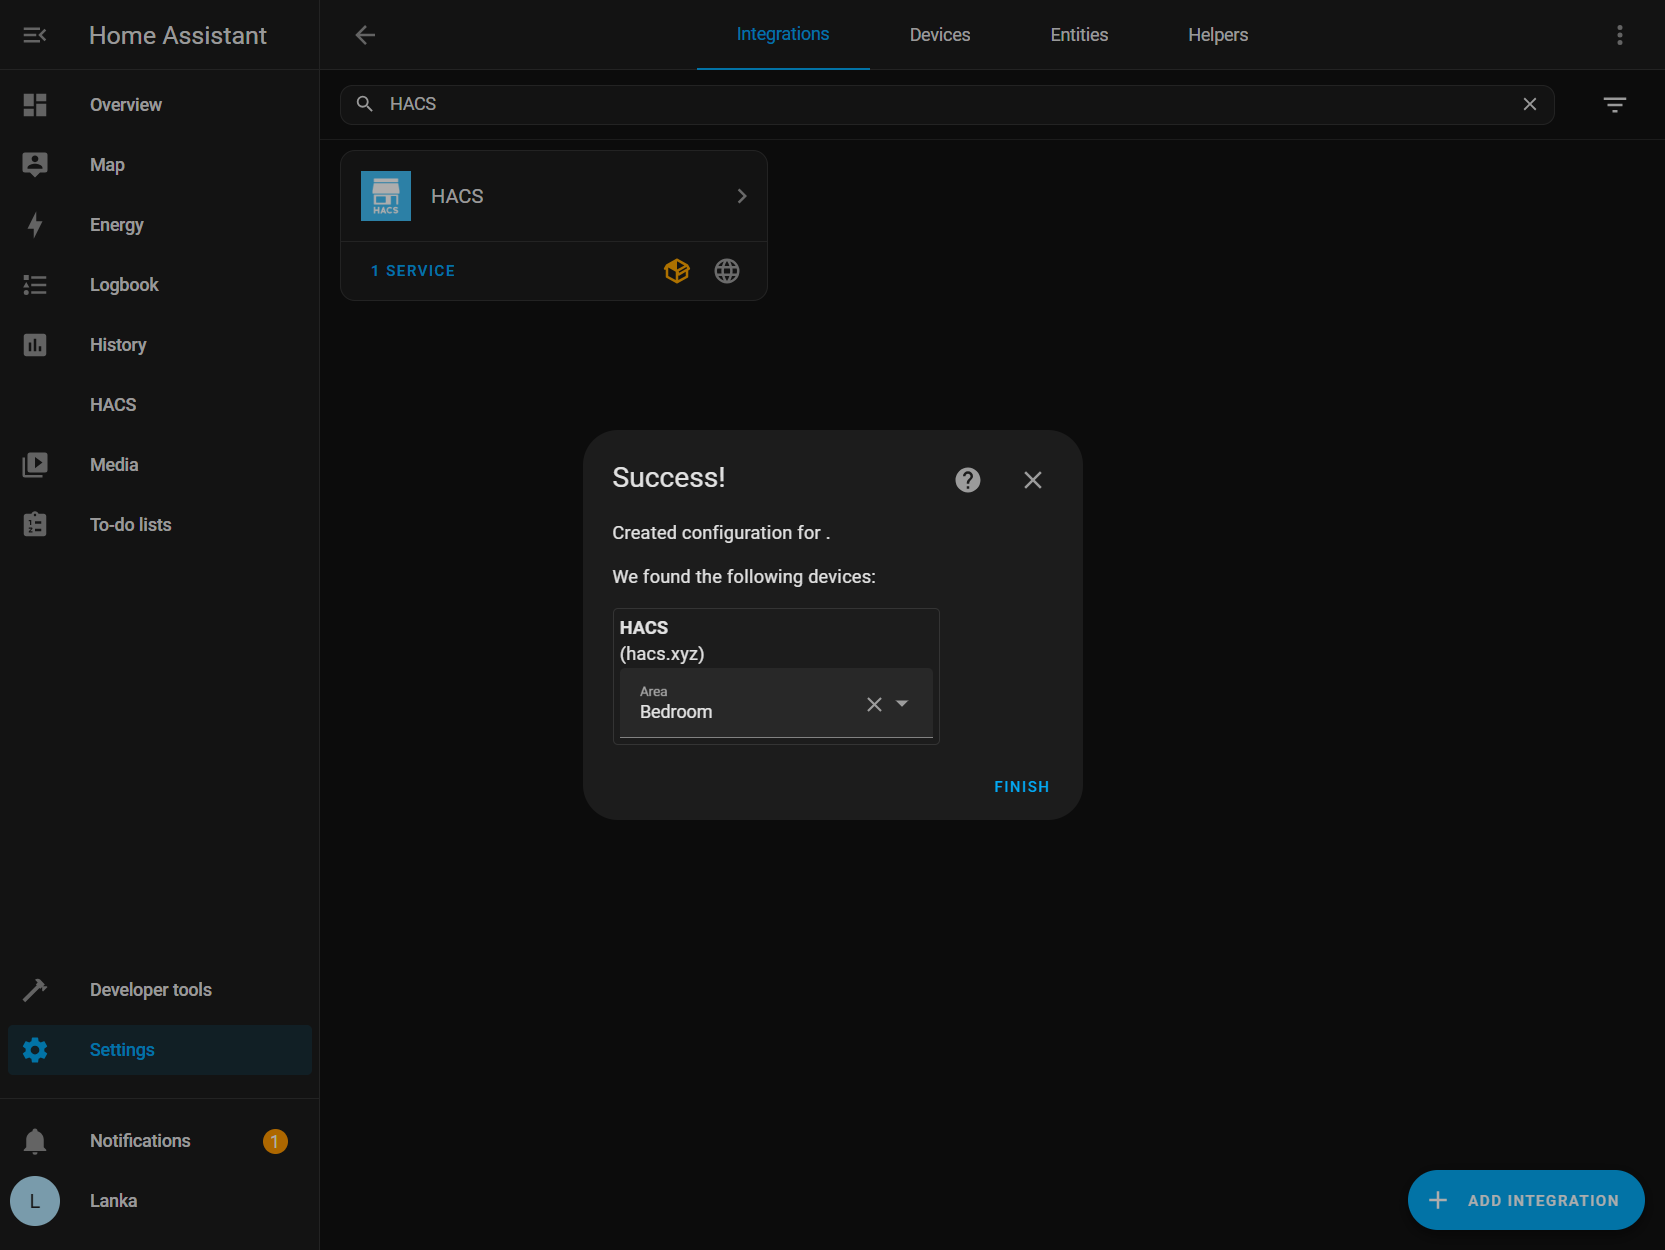 Home Assistant
Integrations
Devices
Entities
Helpers
Overview
Map
Energy
Logbook
History
HACS
Media
To-do lists
Developer tools
Settings
Notifications
1
L
Lanka
HACS
HACS
HACS
1 SERVICE
Success!
Created configuration for .
We found the following devices:
HACS
(hacs.xyz)
Area
Bedroom
FINISH
ADD INTEGRATION